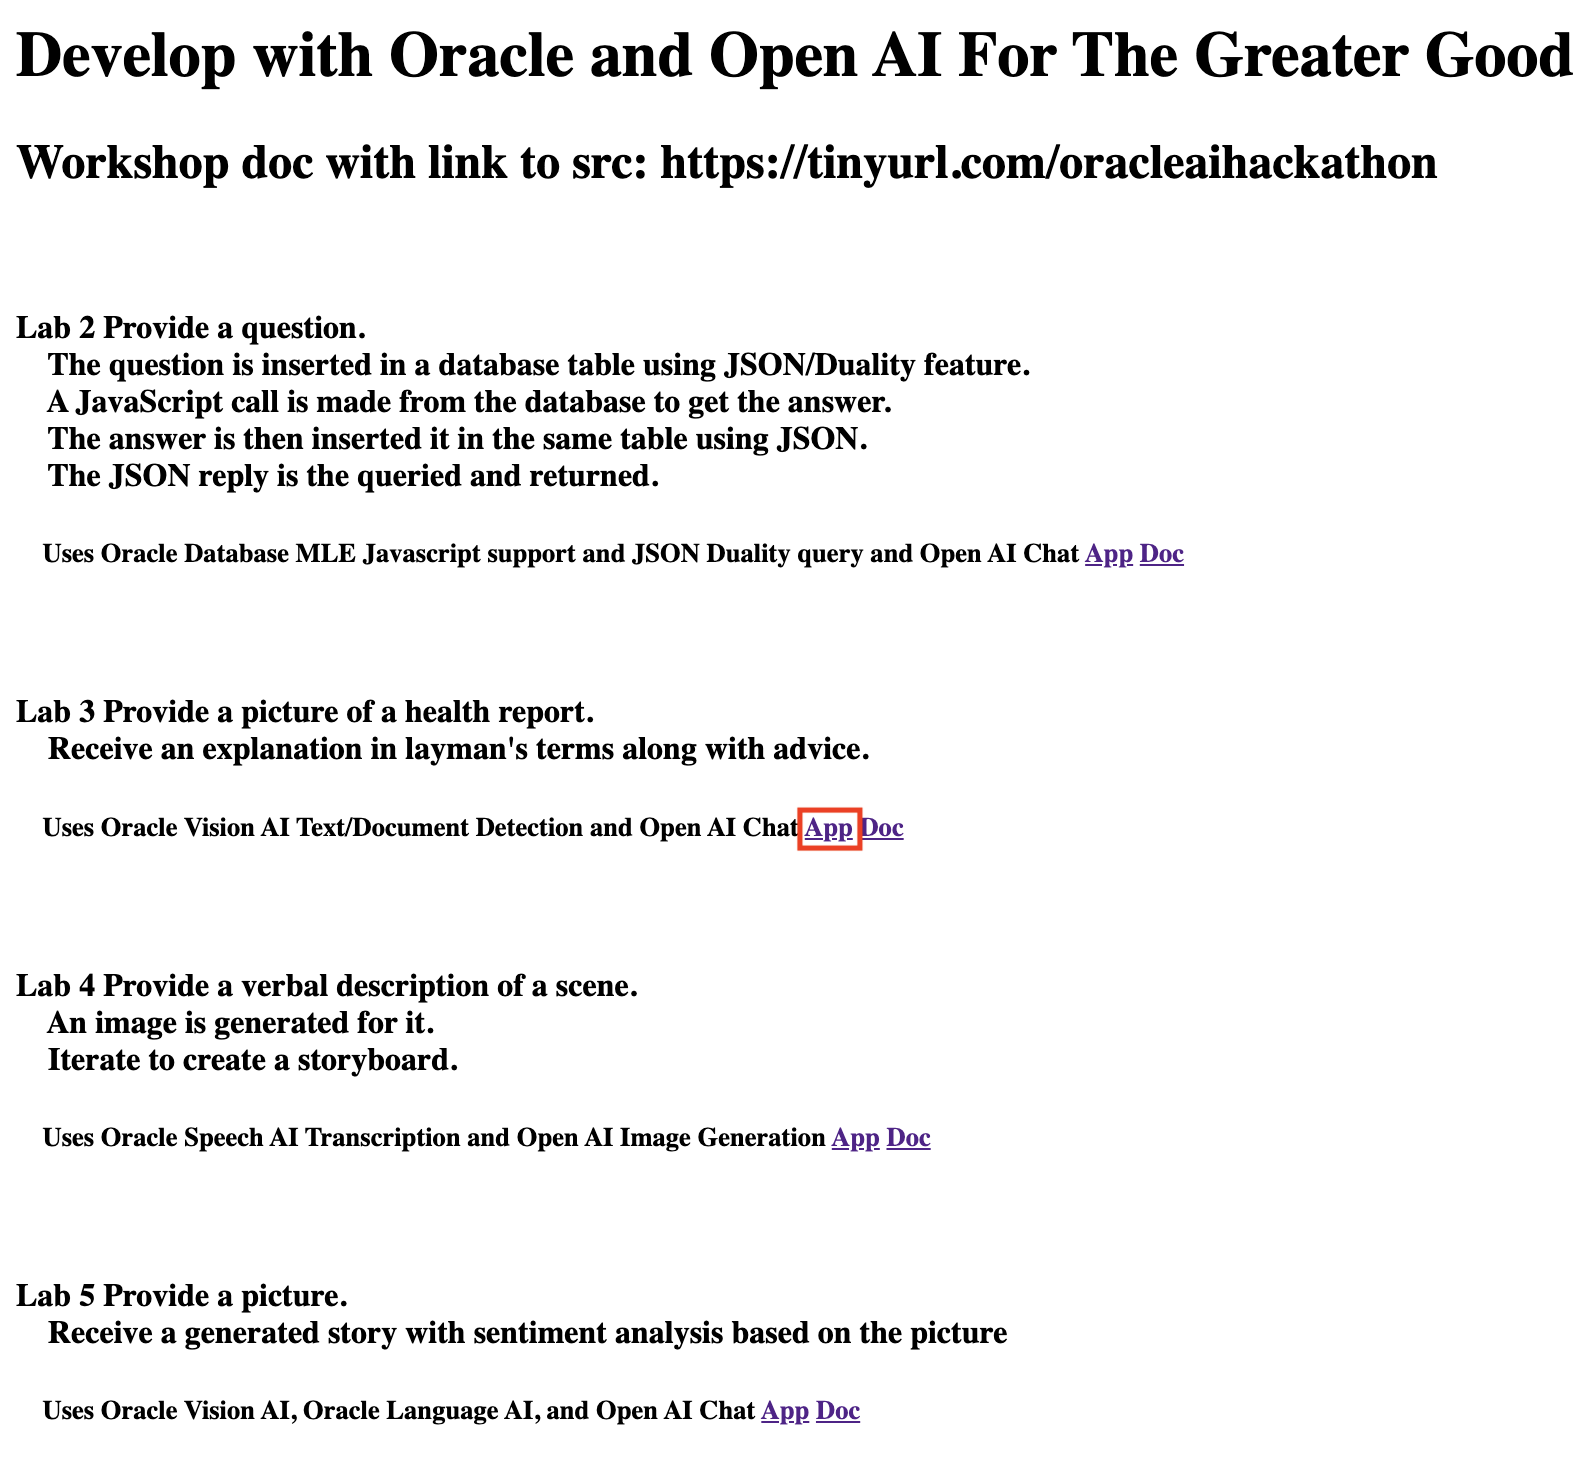 Develop with Oracle and Open AI For The Greater Good
Workshop doc with link to src: https://tinyurl.com/oracleaihackathon
Lab 2 Provide a question.
The question is inserted in a database table using JSON/Duality feature.
A JavaScript call is made from the database to get the answer.
The answer is then inserted it in the same table using JSON.
The JSON reply is the queried and returned.
Uses Oracle Database MLE Javascript support and JSON Duality query and Open AI Chat App Doc
Lab 3 Provide a picture of a health report.
Receive an explanation in layman's terms along with advice.
Uses Oracle Vision AI Text/Document Detection and Open AI Chat App Doc
Lab 4 Provide a verbal description of a scene.
An image is generated for it.
Iterate to create a storyboard.
Uses Oracle Speech AI Transcription and Open AI Image Generation App Doc
Lab 5 Provide a picture.
Receive a generated story with sentiment analysis based on the picture
Uses Oracle Vision AI, Oracle Language AI, and Open AI Chat App Doc